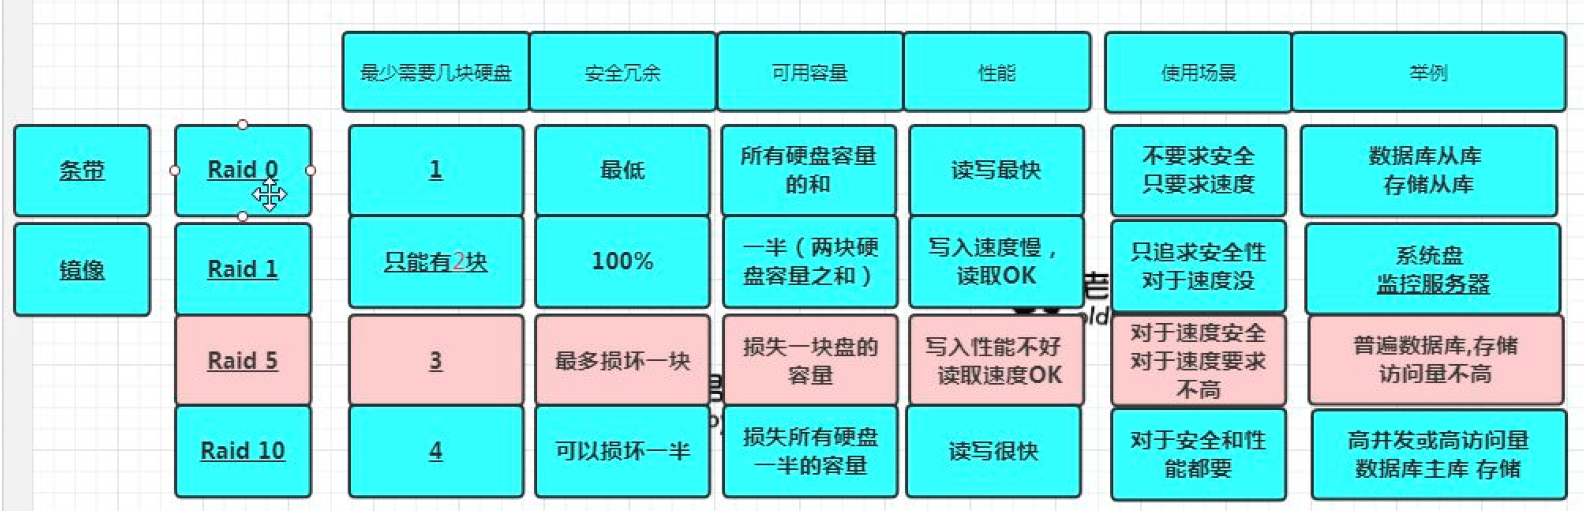 最少需要几块硬盘 安全冗余 可用容量 性能 使用场景 举例
条带
Raid 0
1
最低
所有硬盘容量
的和
读写最快
不要求安全
只要求速度
数据库从库
存储从库
镜像
Raid 1
只能有2块
100%
一半（两块硬
盘容量之和）
写入速度慢，
读取OK
只追求安全性
对于速度没
系统盘
监控服务器
Raid 5
3
最多损坏一块
损失一块盘的
容量
写入性能不好
读取速度OK
对于速度安全
对于速度要求
不高
普遍数据库,存储
访问量不高
Raid 10
4
可以损坏一半
损失所有硬盘
一半的容量
读写很快
对于安全和性
能都要
高并发或高访问量
数据库主库 存储
老
old